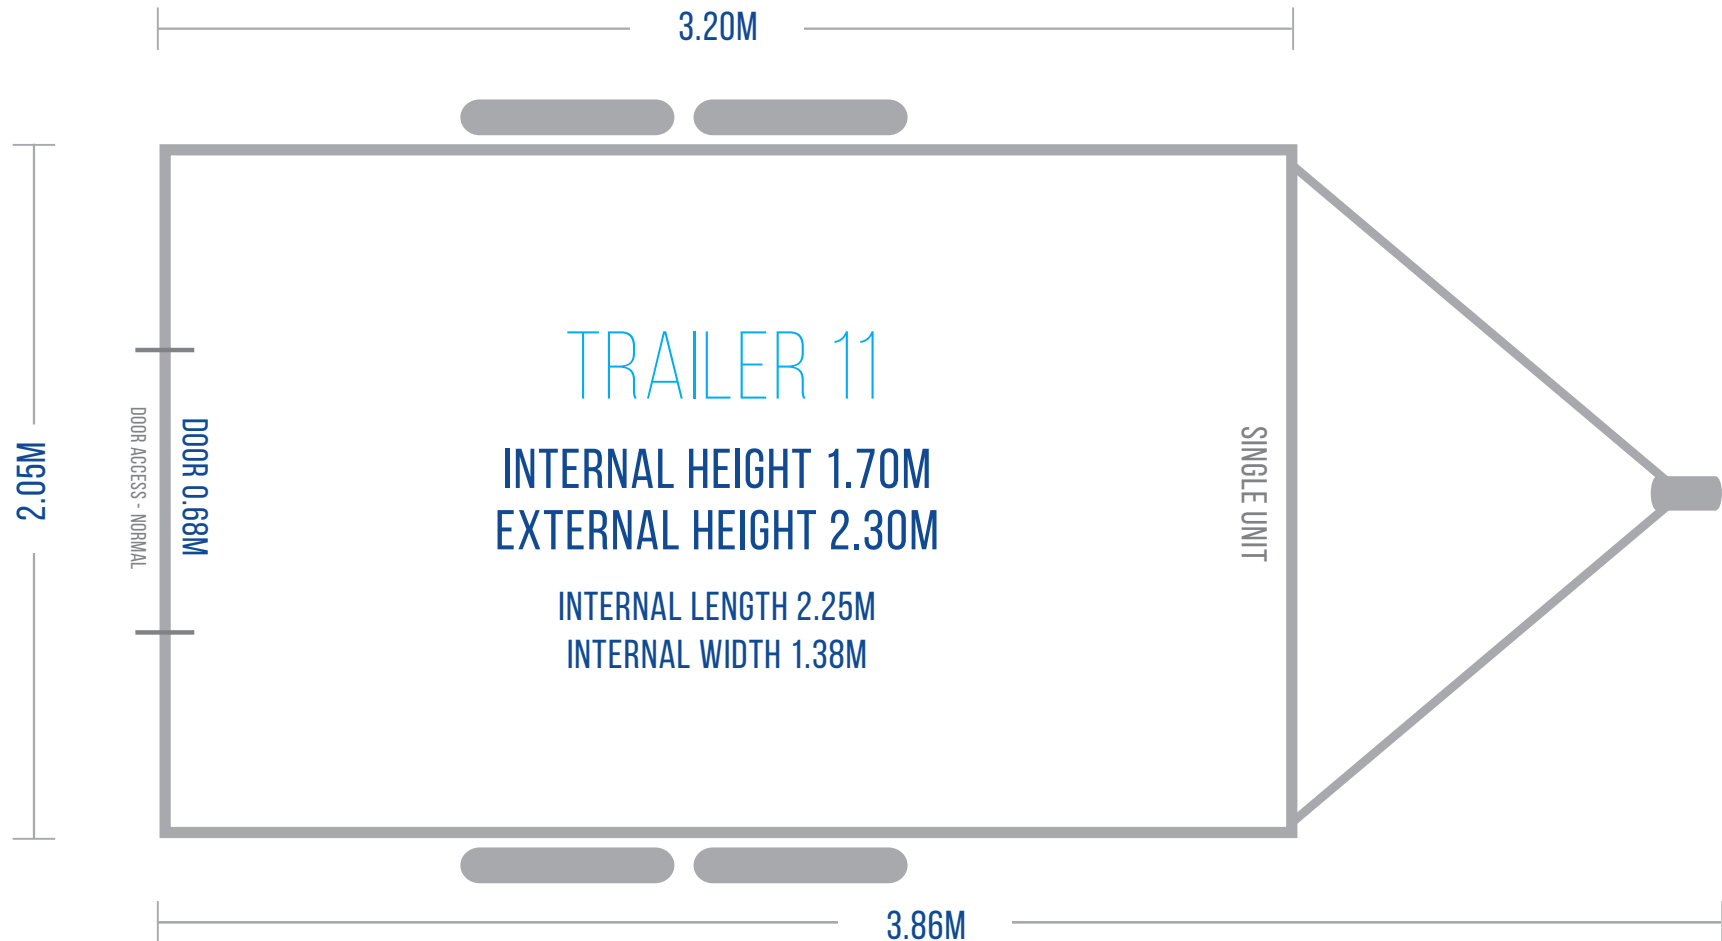 3.20M
TRAILER 11
INTERNAL HEIGHT 1.70M
EXTERNAL HEIGHT 2.30M
INTERNAL LENGTH 2.25M
INTERNAL WIDTH 1.38M
2.05M
DOOR ACCESS - NORMAL
DOOR 0.68M
SINGLE UNIT
3.86M